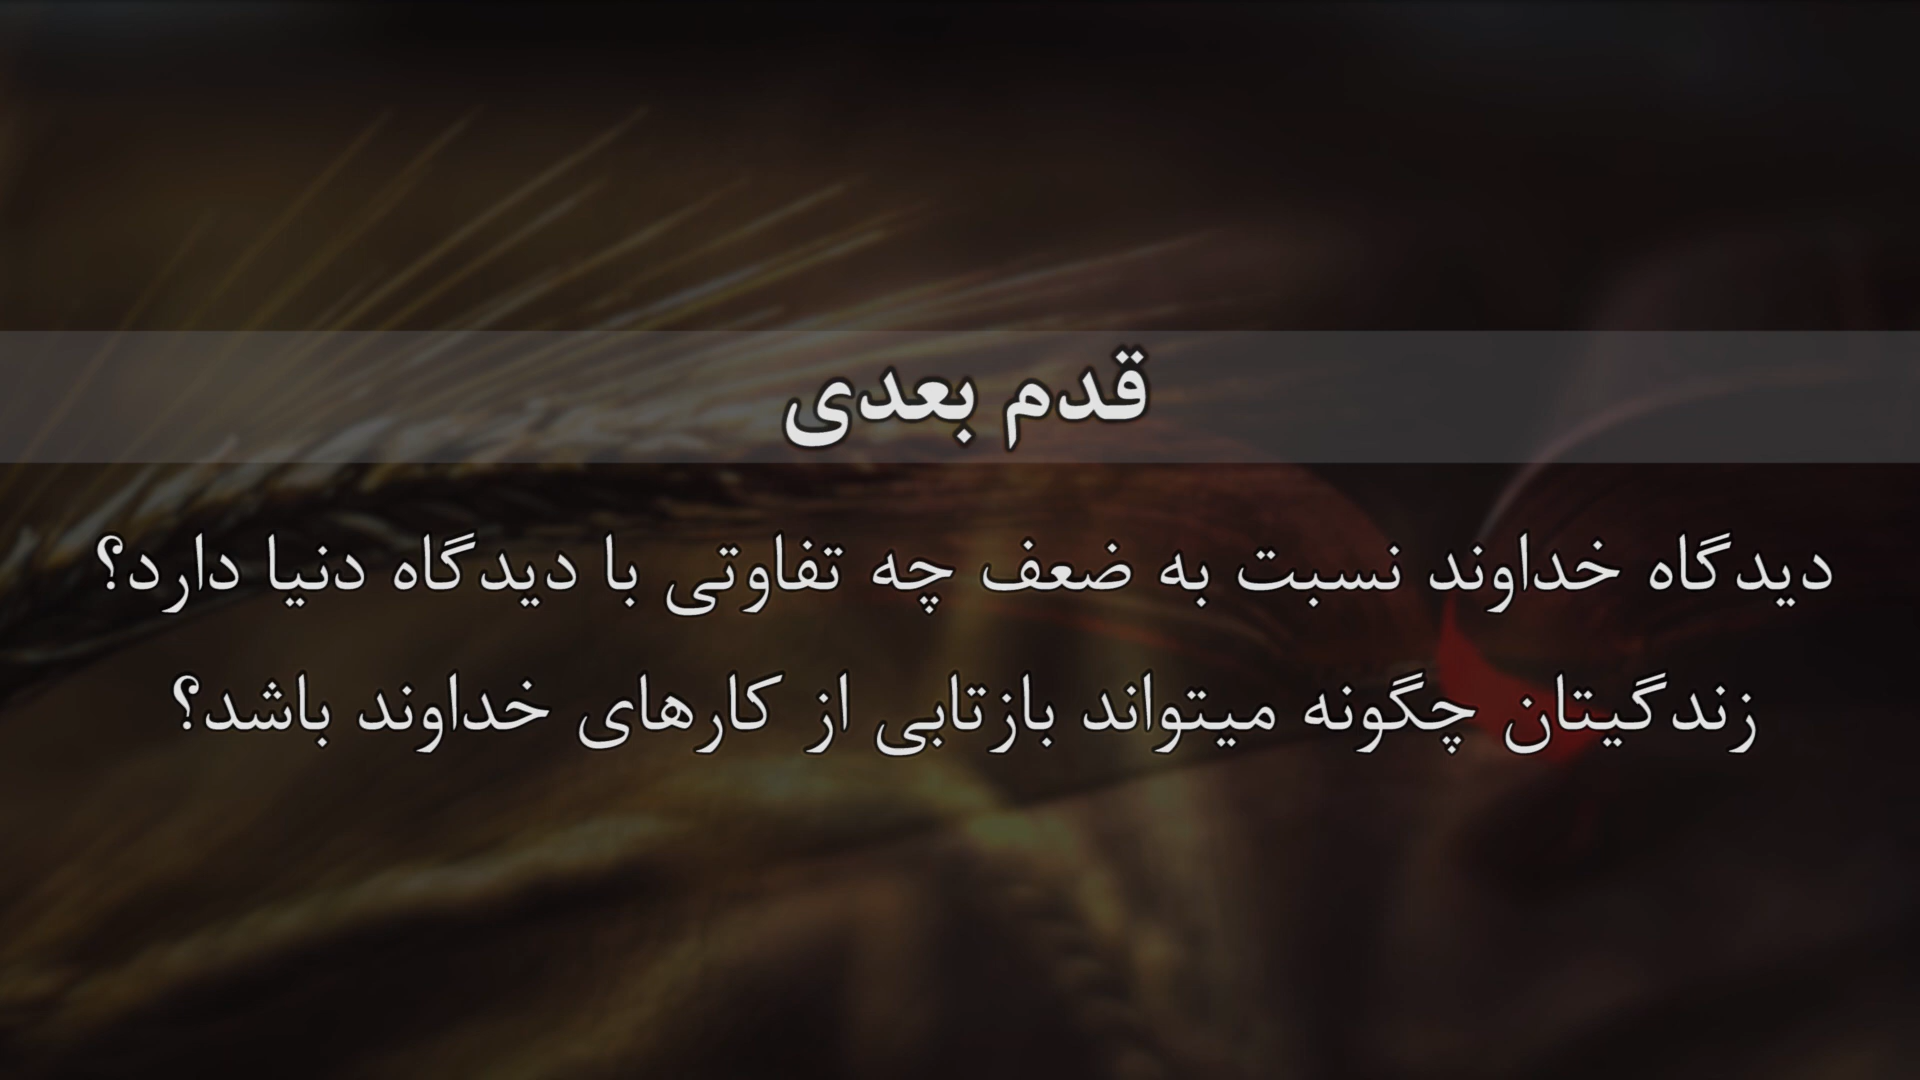 قدم بعدی
دیدگاه خداوند نسبت به ضعف چه تفاوتی با دیدگاه دنیا دارد؟
زندگیتان چگونه میتواند بازتابی از کارهای خداوند باشد؟